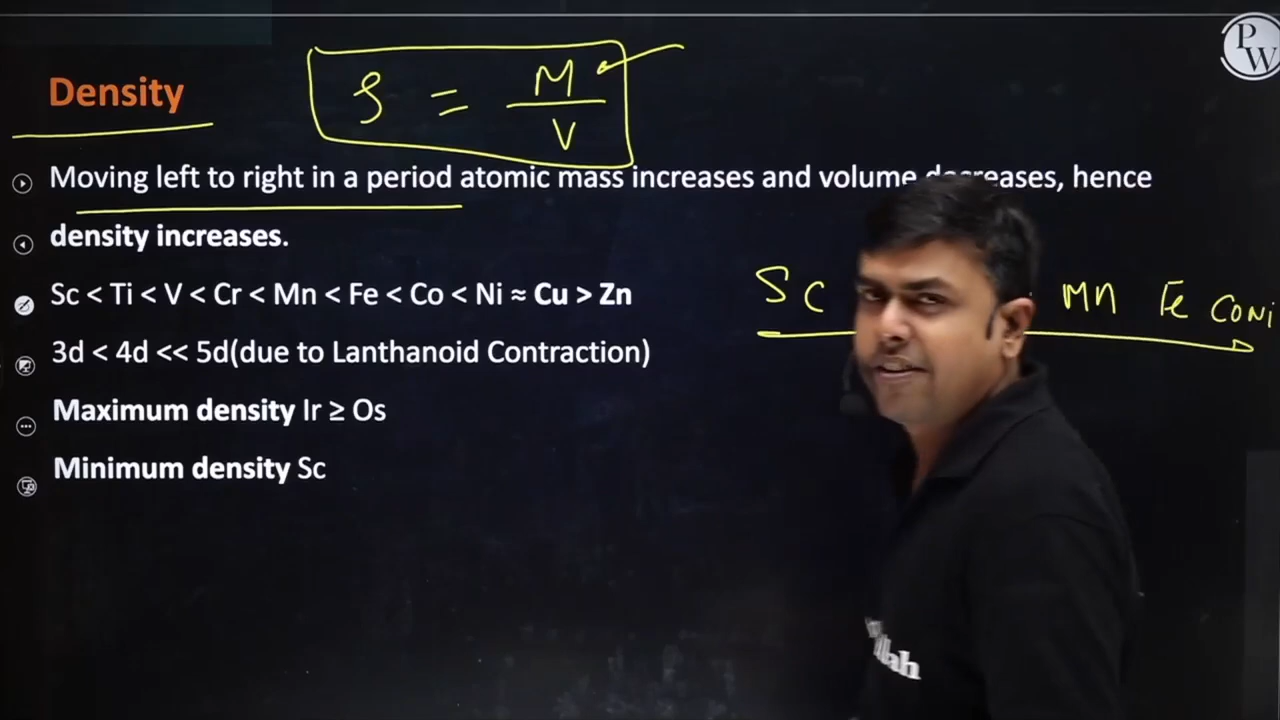 P
W
Density
ρ = M
V
Moving left to right in a period atomic mass increases and volume decreases, hence
density increases.
Sc < Ti < V < Cr < Mn < Fe < Co < Ni ≈ Cu > Zn
Sc Mn Fe Co Ni
3d < 4d << 5d(due to Lanthanoid Contraction)
Maximum density Ir ≥ Os
Minimum density Sc